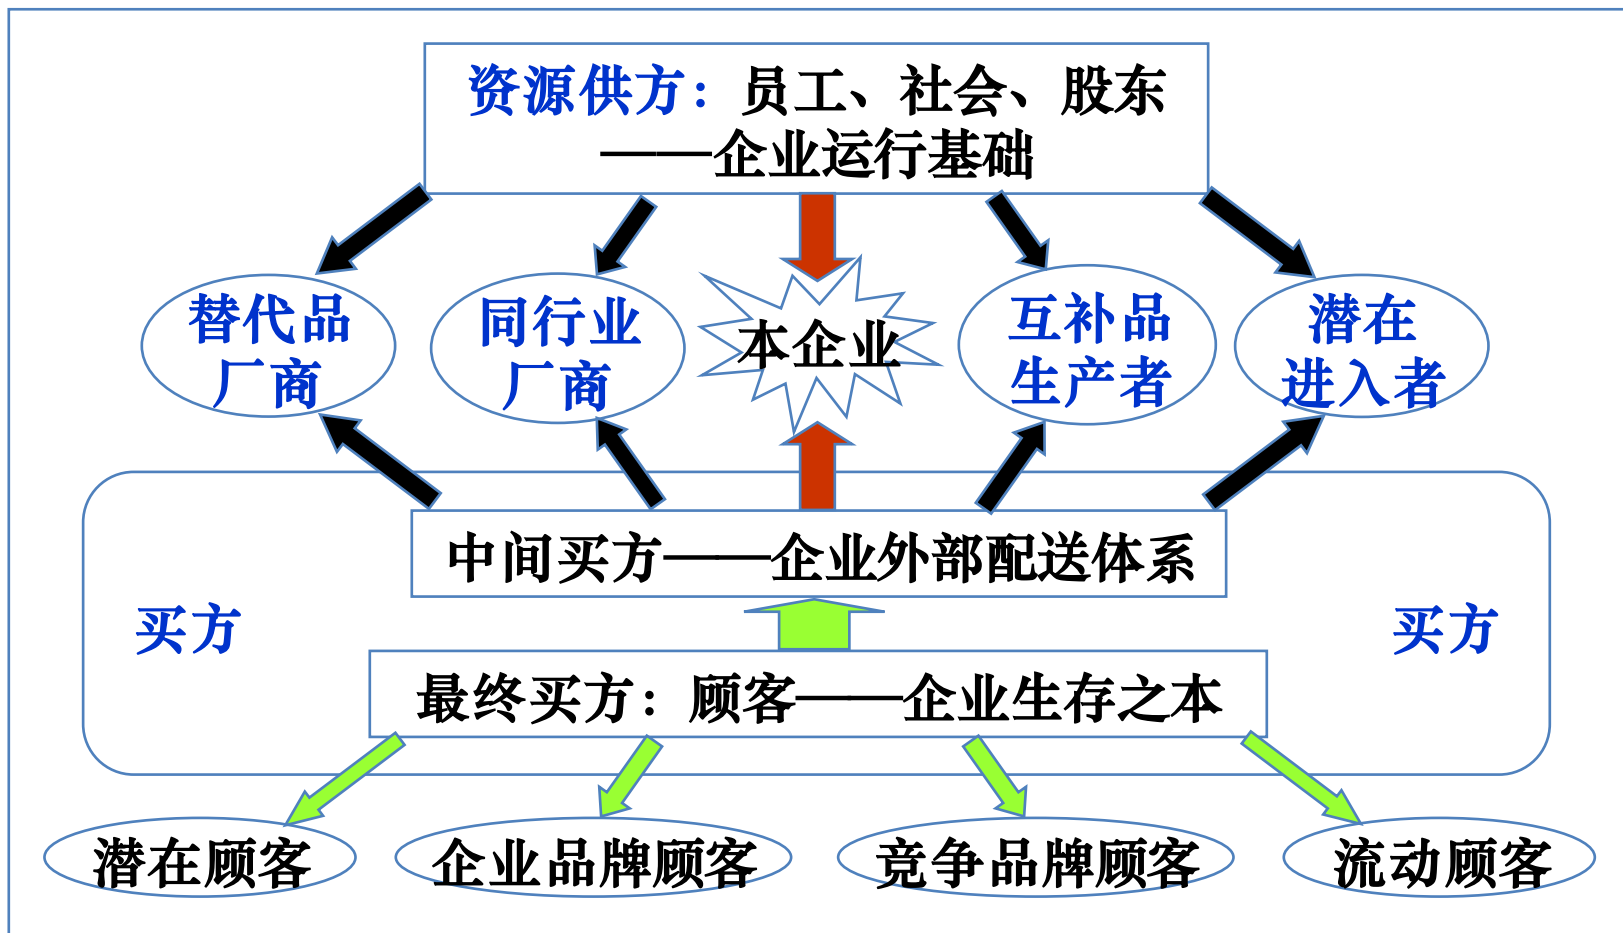 资源供方：员工、社会、股东
——企业运行基础
替代品
厂商
同行业
厂商
本企业
互补品
生产者
潜在
进入者
中间买方——企业外部配送体系
买方
买方
最终买方：顾客——企业生存之本
潜在顾客
企业品牌顾客
竞争品牌顾客
流动顾客